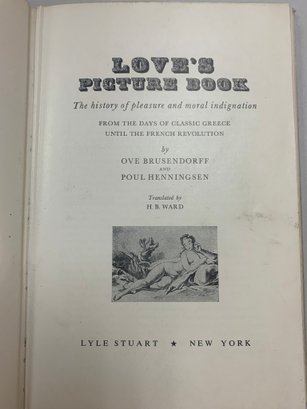 LOVE'S
PICTURE BOOK
The history of pleasure and moral indignation
FROM THE DAYS OF CLASSIC GREECE
UNTIL THE FRENCH REVOLUTION
by
OVE BRUSENDORFF
AND
POUL HENNINGSEN
Translated by
H. B. WARD
LYLE STUART ★ NEW YORK